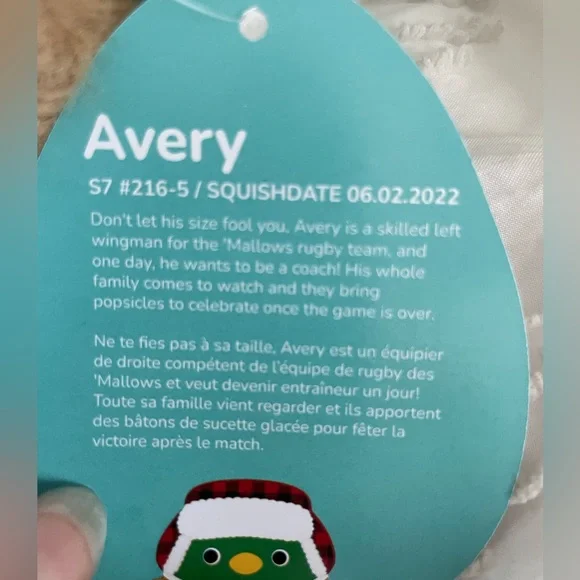 Avery
S7 #216-5 / SQUISHDATE 06.02.2022
Don't let his size fool you, Avery is a skilled left
wingman for the 'Mallows rugby team, and
one day, he wants to be a coach! His whole
family comes to watch and they bring
popsicles to celebrate once the game is over.
Ne te fies pas à sa taille, Avery est un équipier
de droite compétent de l'équipe de rugby des
'Mallows et veut devenir entraîneur un jour!
Toute sa famille vient regarder et ils apportent
des bâtons de sucette glacée pour fêter la
victoire après le match.